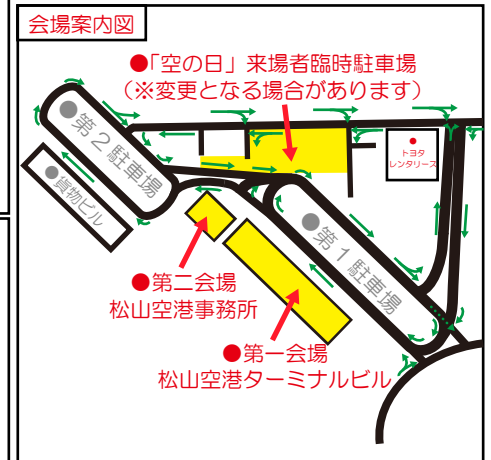 会場案内図
●「空の日」来場者臨時駐車場
（※変更となる場合があります）
●
トヨタ
レンタリース
●第２駐車場
●貨物ビル
●第１駐車場
●第二会場
松山空港事務所
●第一会場
松山空港ターミナルビル